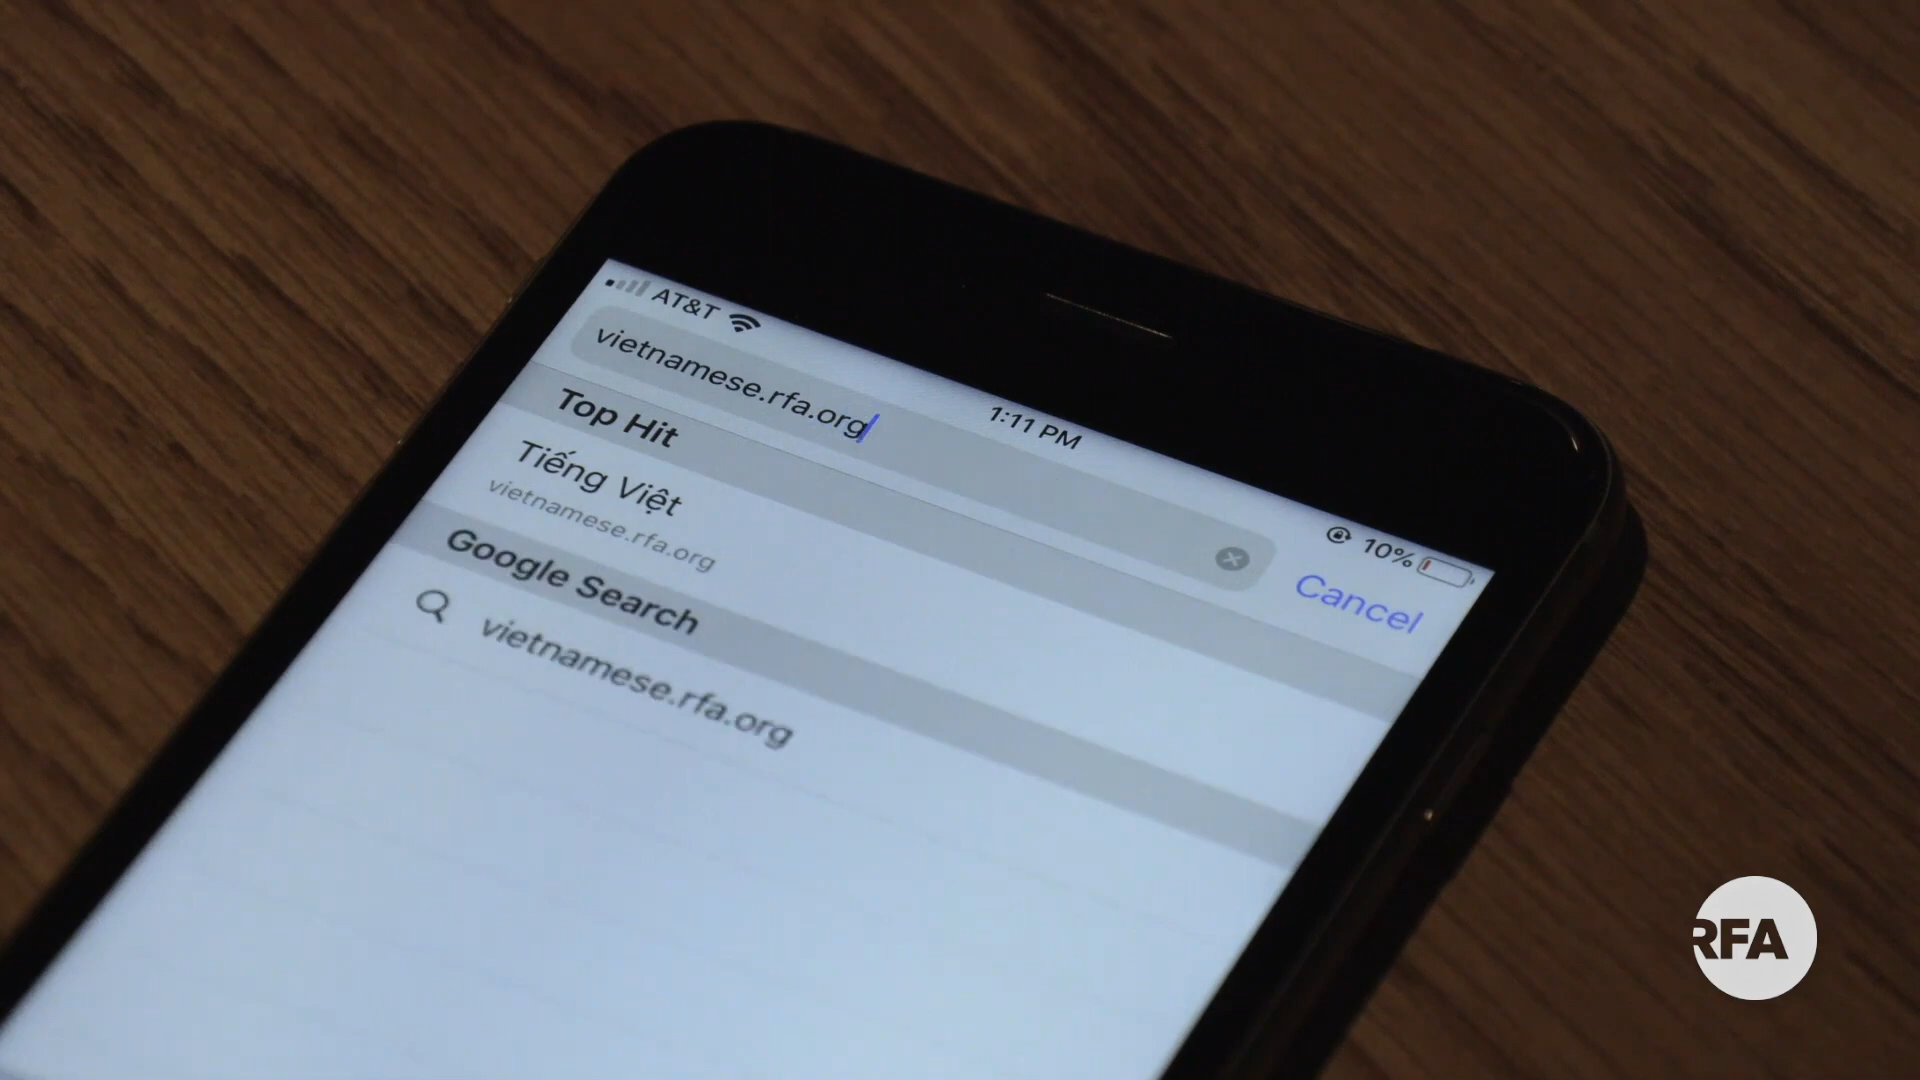 AT&T
1:11 PM
10%
vietnamese.rfa.org
Cancel
Top Hit
Tiếng Việt
vietnamese.rfa.org
Google Search
vietnamese.rfa.org
RFA